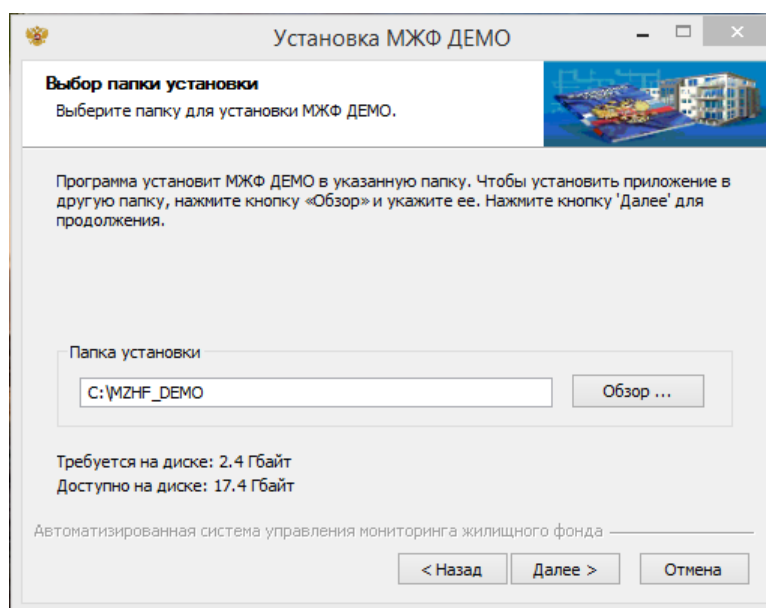 Установка МЖФ ДЕМО
Выбор папки установки
Выберите папку для установки МЖФ ДЕМО.
Программа установит МЖФ ДЕМО в указанную папку. Чтобы установить приложение в
другую папку, нажмите кнопку «Обзор» и укажите ее. Нажмите кнопку 'Далее' для
продолжения.
Папка установки
C:\MZHF_DEMO
Обзор ...
Требуется на диске: 2.4 Гбайт
Доступно на диске: 17.4 Гбайт
Автоматизированная система управления мониторинга жилищного фонда
< Назад
Далее >
Отмена